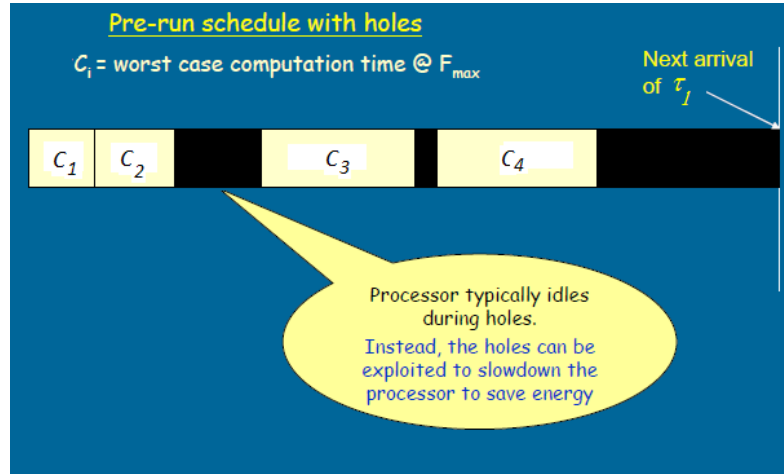 Pre-run schedule with holes
Cᵢ = worst case computation time @ Fₘₐₓ
Next arrival
of τ₁
C₁ C₂ C₃ C₄
Processor typically idles
during holes.
Instead, the holes can be
exploited to slowdown the
processor to save energy